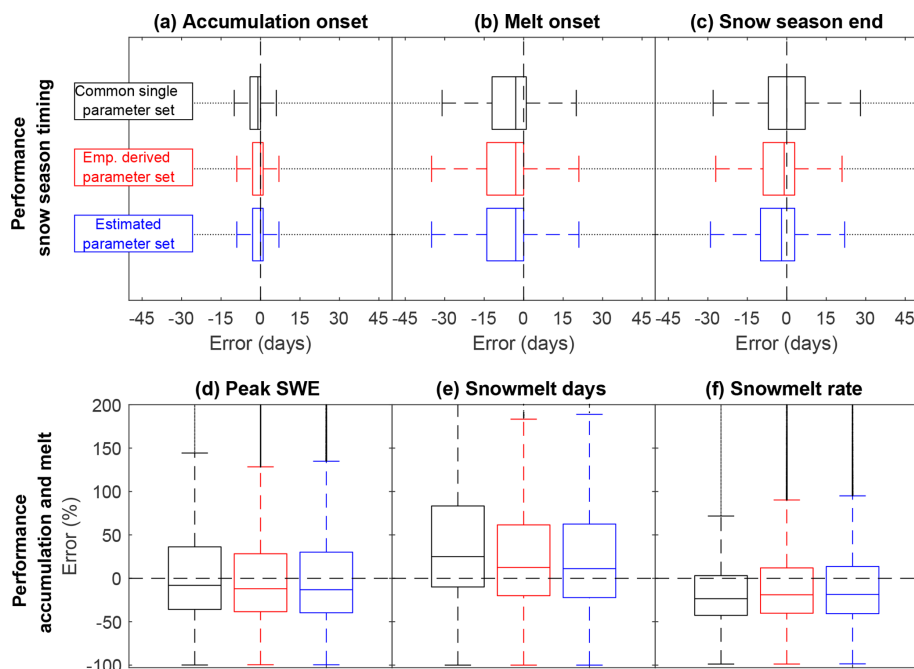 (a) Accumulation onset
(b) Melt onset
(c) Snow season end
Performance
snow season timing
Common single
parameter set
Emp. derived
parameter set
Estimated
parameter set
-45 -30 -15 0 15 30 45
-45 -30 -15 0 15 30 45
-45 -30 -15 0 15 30 45
Error (days)
Error (days)
Error (days)
(d) Peak SWE
(e) Snowmelt days
(f) Snowmelt rate
Performance
accumulation and melt
Error (%)
200
150
100
50
0
-50
-100